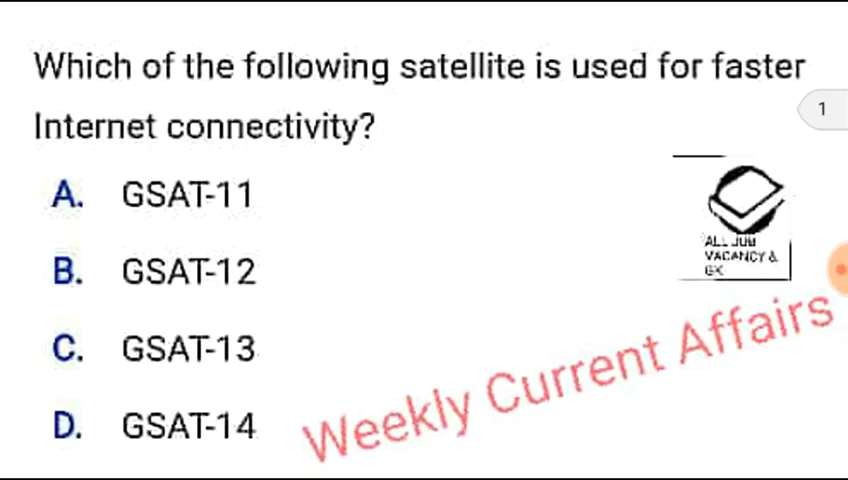 Which of the following satellite is used for faster
Internet connectivity?
1
A. GSAT-11
ALL JOB
VACANCY &
GK
B. GSAT-12
C. GSAT-13
D. GSAT-14
Weekly Current Affairs